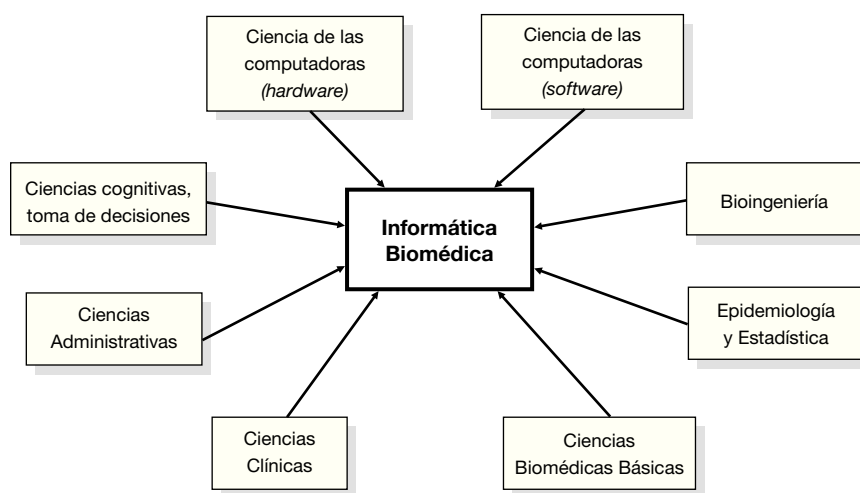 Ciencia de las
computadoras
(hardware)
Ciencia de las
computadoras
(software)
Ciencias cognitivas,
toma de decisiones
Informática
Biomédica
Bioingeniería
Ciencias
Administrativas
Epidemiología
y Estadística
Ciencias
Clínicas
Ciencias
Biomédicas Básicas